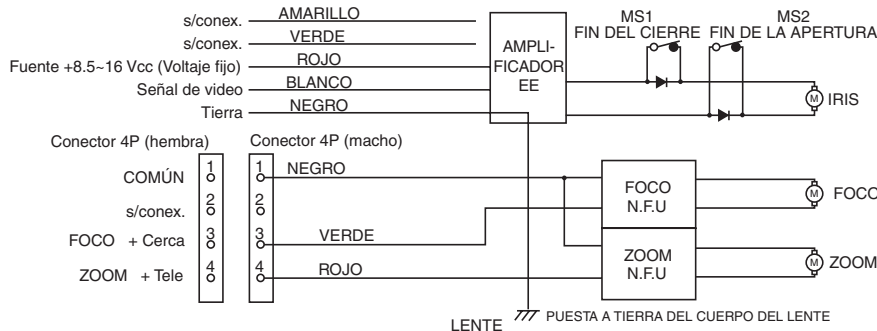 s/conex. AMARILLO
s/conex. VERDE
Fuente +8.5~16 Vcc (Voltaje fijo) ROJO
Señal de video BLANCO
Tierra NEGRO
AMPLI-
FICADOR
EE
MS1
FIN DEL CIERRE
MS2
FIN DE LA APERTURA
M IRIS
Conector 4P (hembra) Conector 4P (macho)
COMÚN 1 1 NEGRO
s/conex. 2 2
FOCO + Cerca 3 3 VERDE
ZOOM + Tele 4 4 ROJO
FOCO
N.F.U
M FOCO
ZOOM
N.F.U
M ZOOM
LENTE PUESTA A TIERRA DEL CUERPO DEL LENTE